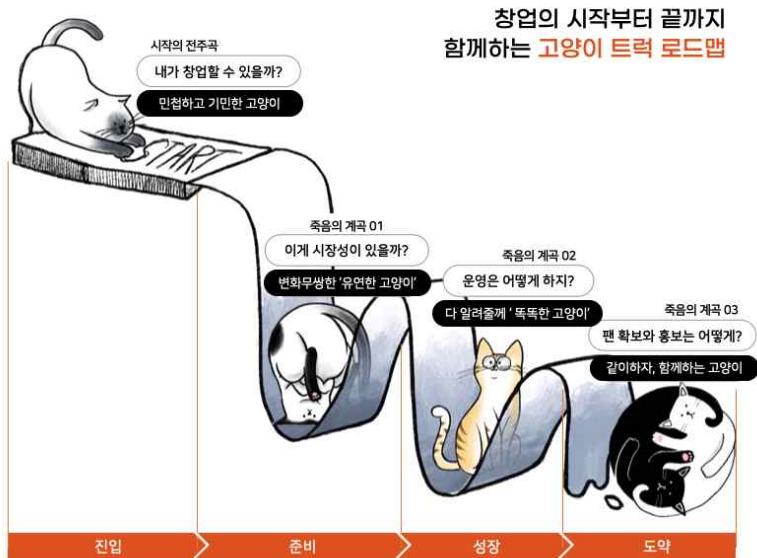 창업의 시작부터 끝까지
함께하는 고양이 트럭 로드맵
시작의 전주곡
내가 창업할 수 있을까?
민첩하고 기민한 고양이
START
죽음의 계곡 01
이게 시장성이 있을까?
변화무쌍한 '유연한 고양이'
죽음의 계곡 02
운영은 어떻게 하지?
다 알려줄께 ' 똑똑한 고양이'
죽음의 계곡 03
팬 확보와 홍보는 어떻게?
같이하자, 함께하는 고양이
진입
준비
성장
도약